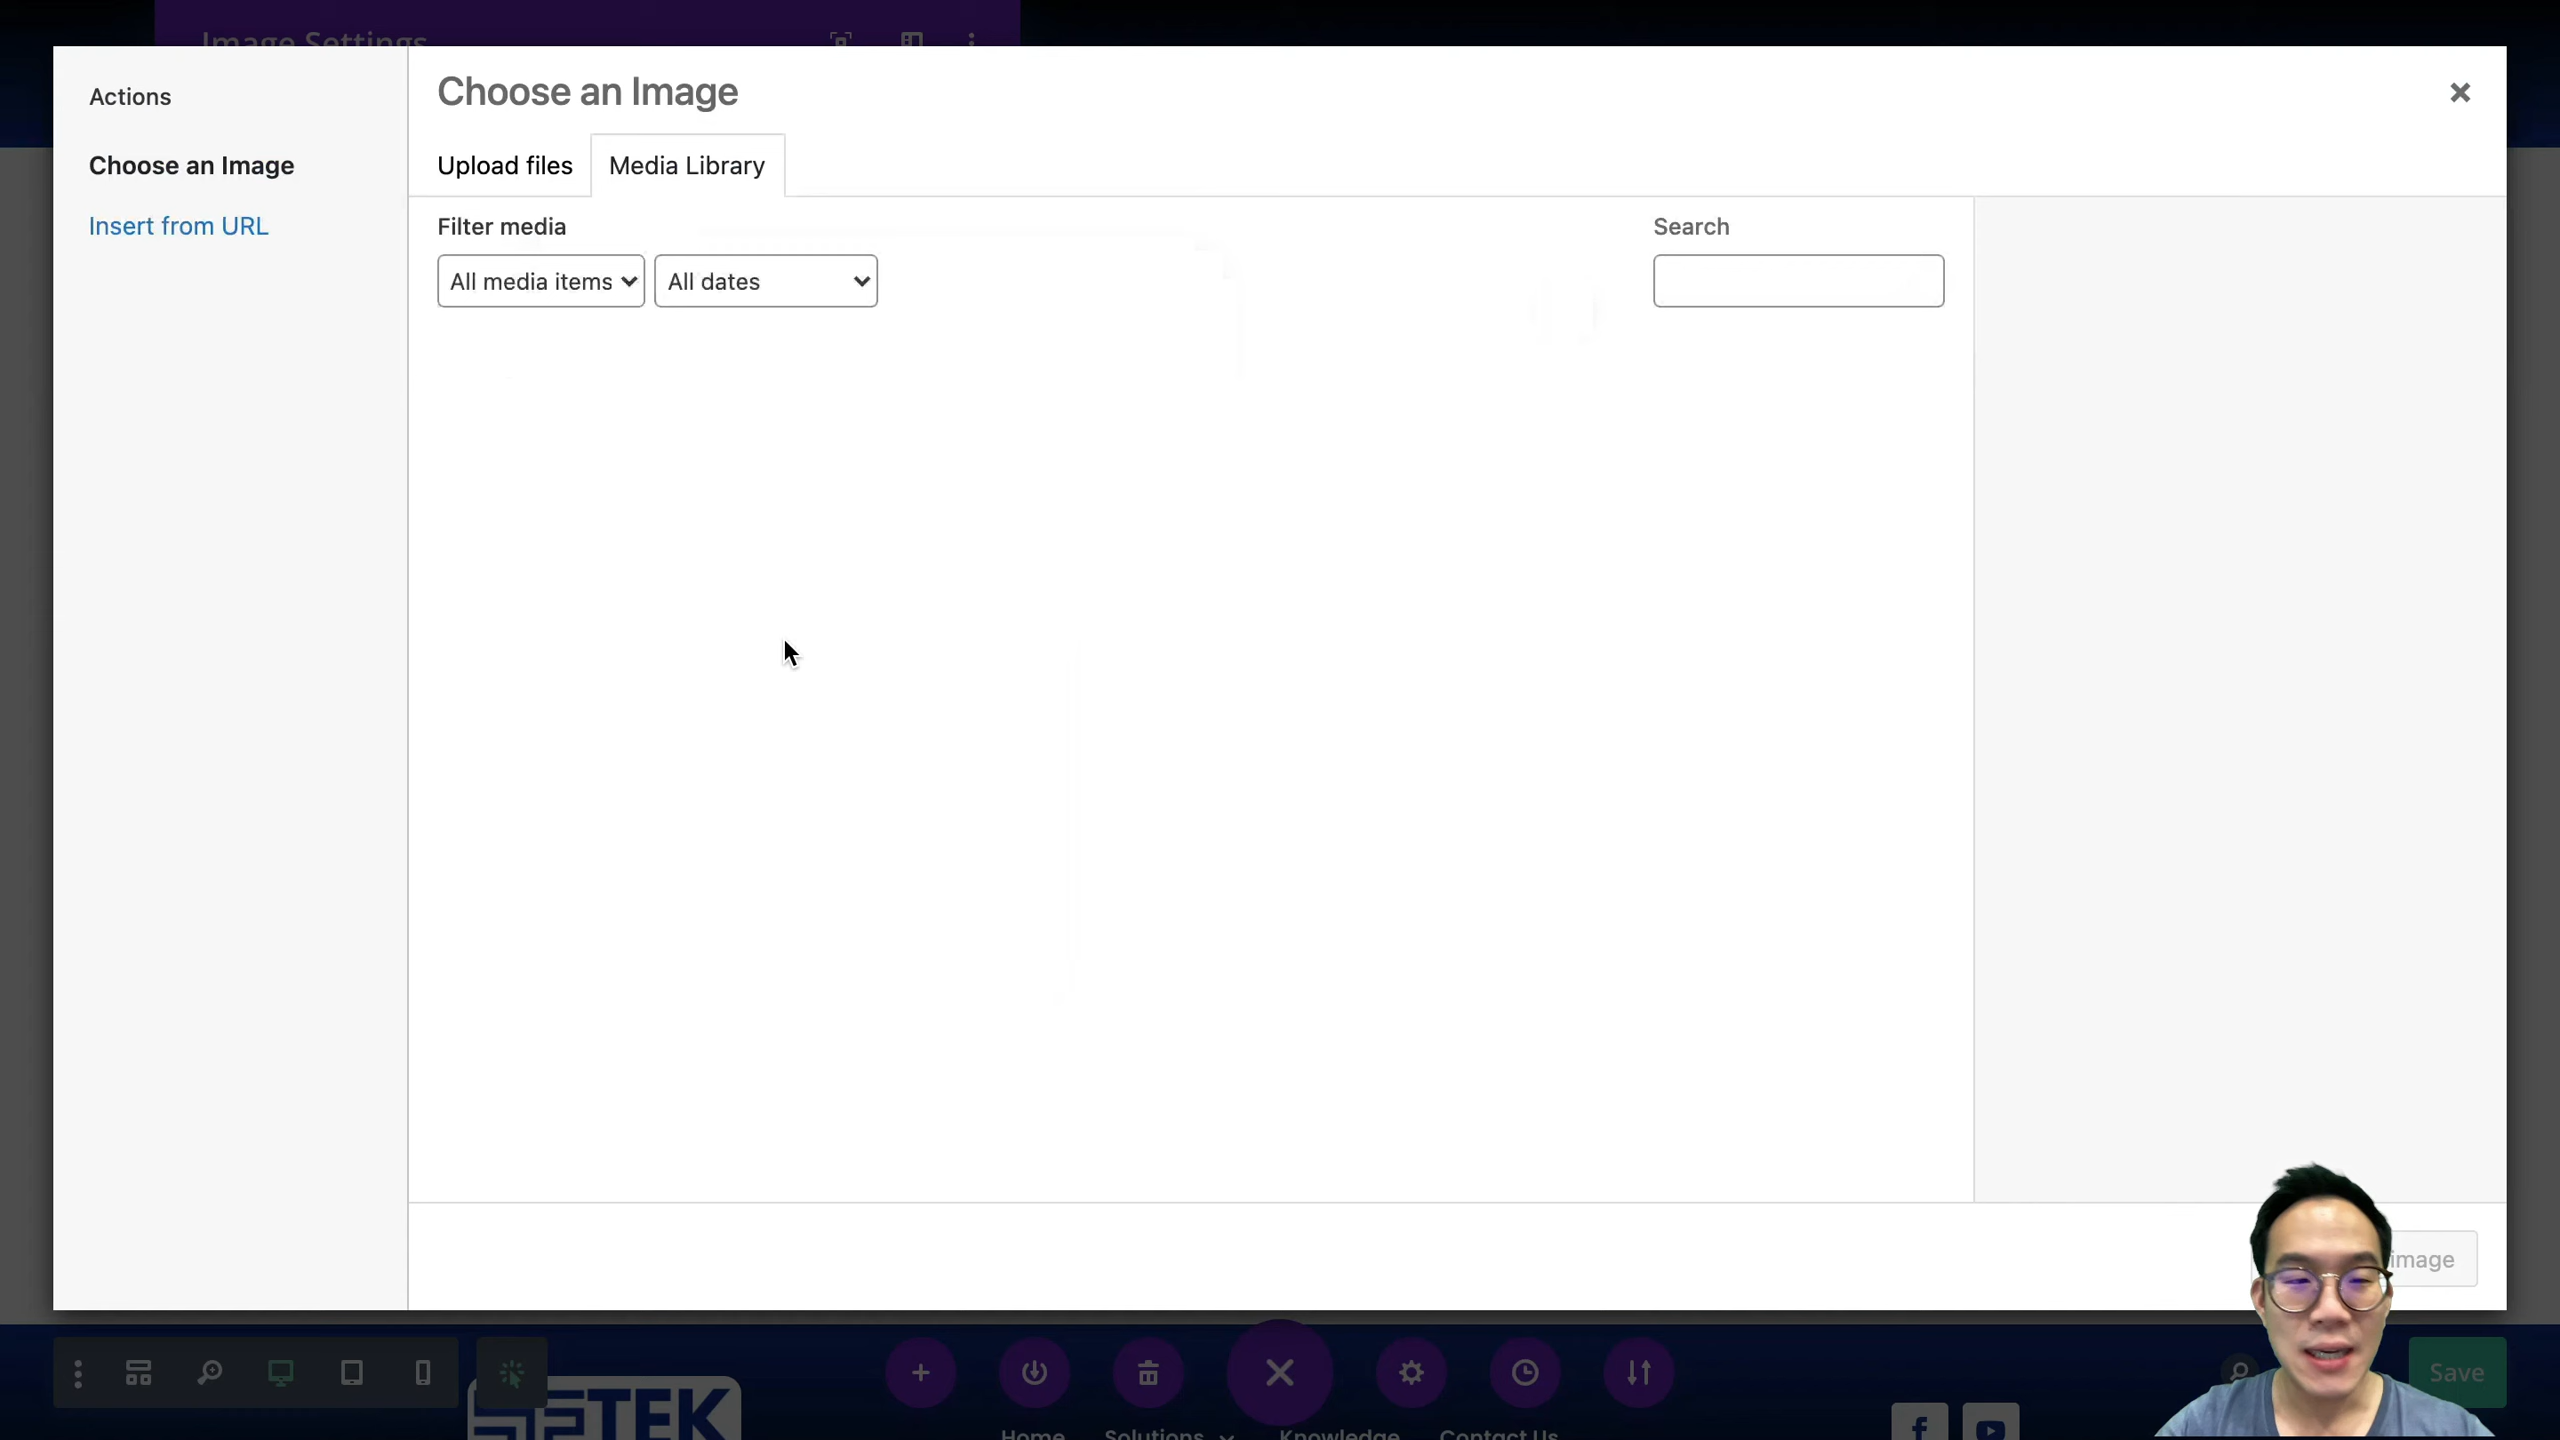 Image Settings
Actions
Choose an Image
Choose an Image
Insert from URL
Upload files
Media Library
Filter media
Search
All media items
All dates
image
Save
TEK
Home
Solutions
Knowledge
Contact Us